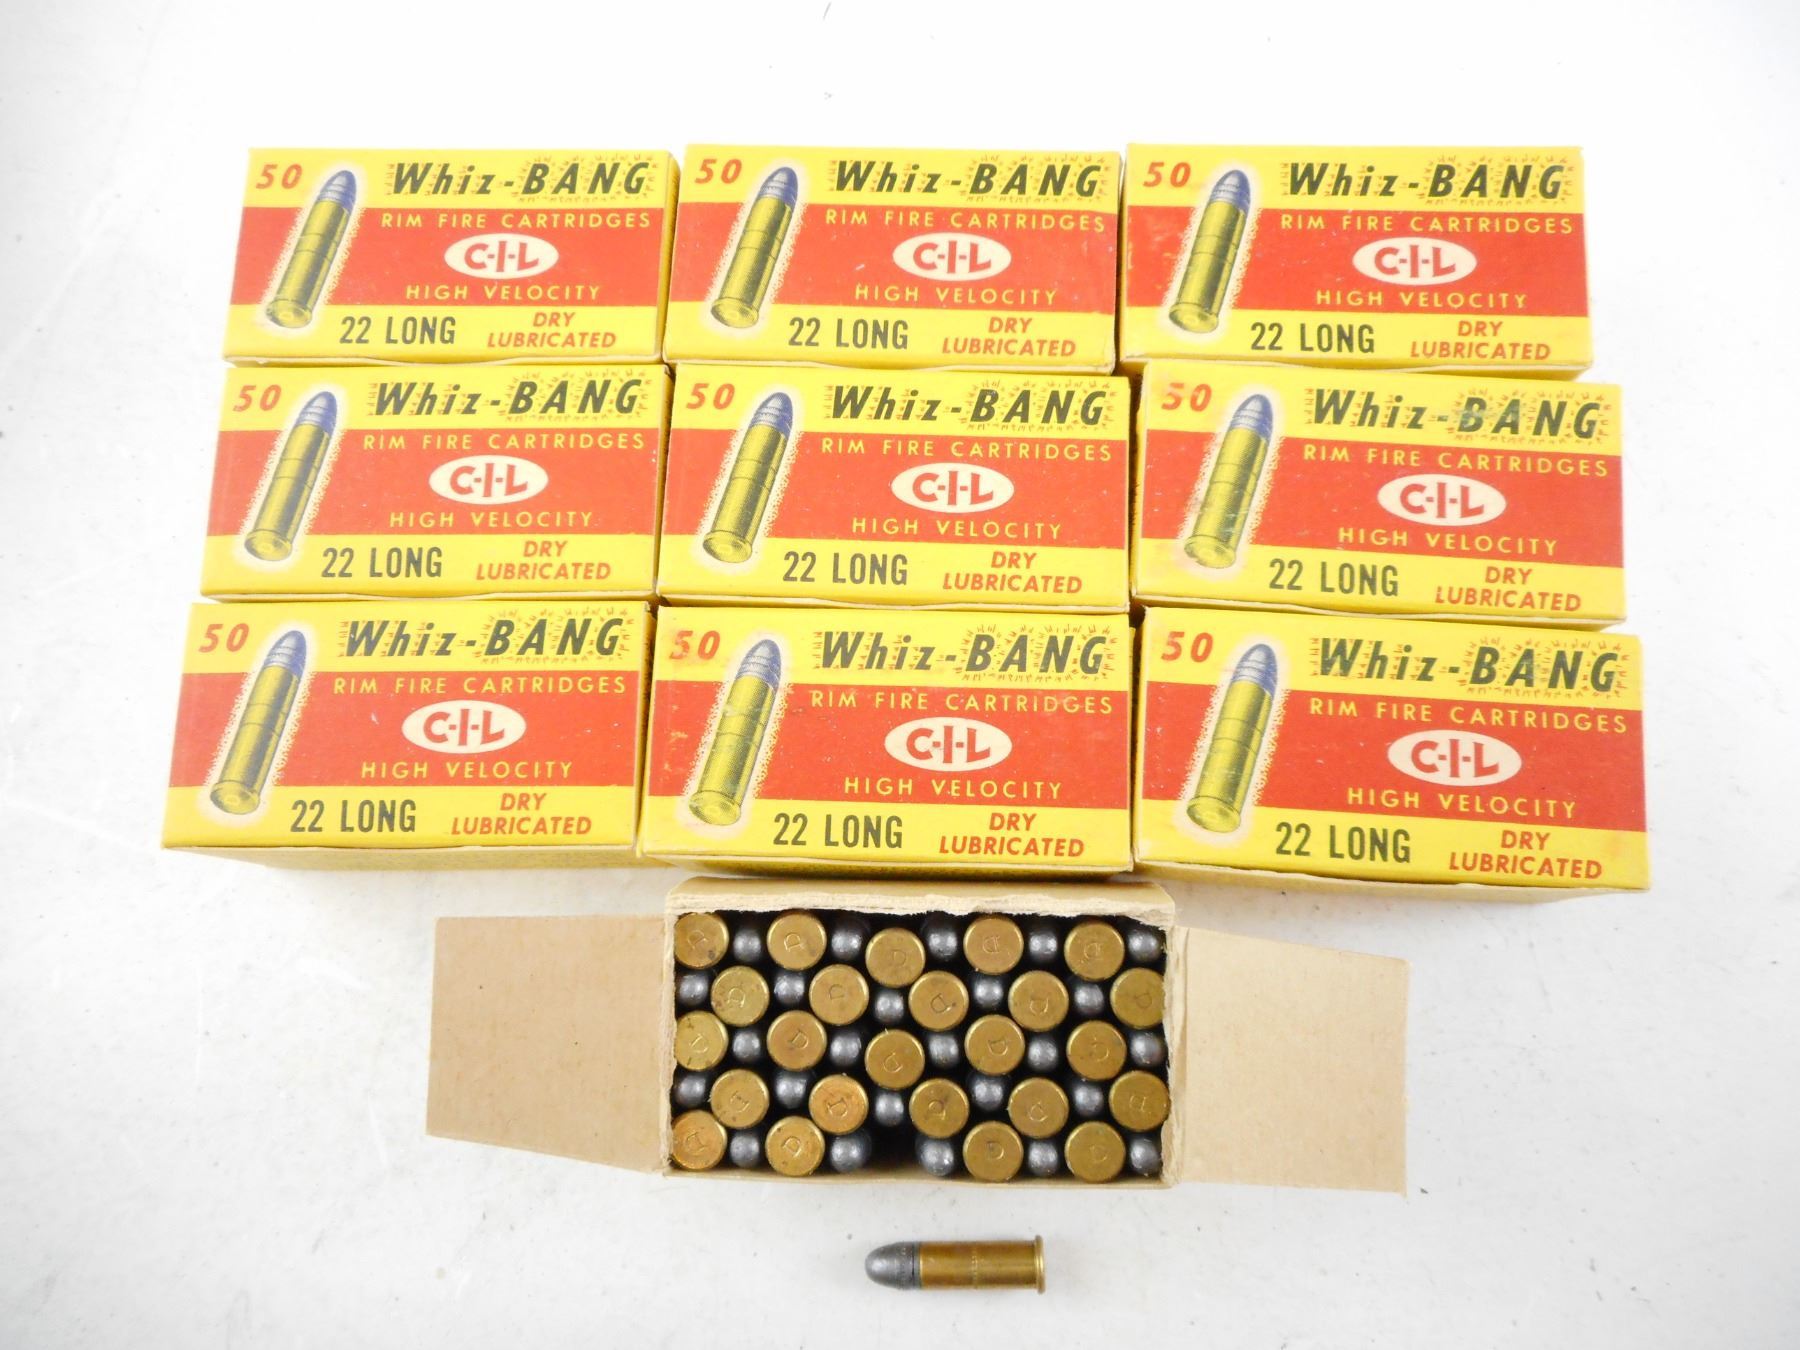 50
Whiz-BANG
RIM FIRE CARTRIDGES
C-I-L
HIGH VELOCITY
22 LONG
DRY
LUBRICATED
50
Whiz-BANG
RIM FIRE CARTRIDGES
C-I-L
HIGH VELOCITY
22 LONG
DRY
LUBRICATED
50
Whiz-BANG
RIM FIRE CARTRIDGES
C-I-L
HIGH VELOCITY
22 LONG
DRY
LUBRICATED
50
Whiz-BANG
RIM FIRE CARTRIDGES
C-I-L
HIGH VELOCITY
22 LONG
DRY
LUBRICATED
50
Whiz-BANG
RIM FIRE CARTRIDGES
C-I-L
HIGH VELOCITY
22 LONG
DRY
LUBRICATED
50
Whiz-BANG
RIM FIRE CARTRIDGES
C-I-L
HIGH VELOCITY
22 LONG
DRY
LUBRICATED
50
Whiz-BANG
RIM FIRE CARTRIDGES
C-I-L
HIGH VELOCITY
22 LONG
DRY
LUBRICATED
50
Whiz-BANG
RIM FIRE CARTRIDGES
C-I-L
HIGH VELOCITY
22 LONG
DRY
LUBRICATED
50
Whiz-BANG
RIM FIRE CARTRIDGES
C-I-L
HIGH VELOCITY
22 LONG
DRY
LUBRICATED
D D D D D
D D D D D
D D D D D
D D D D D
D D D D